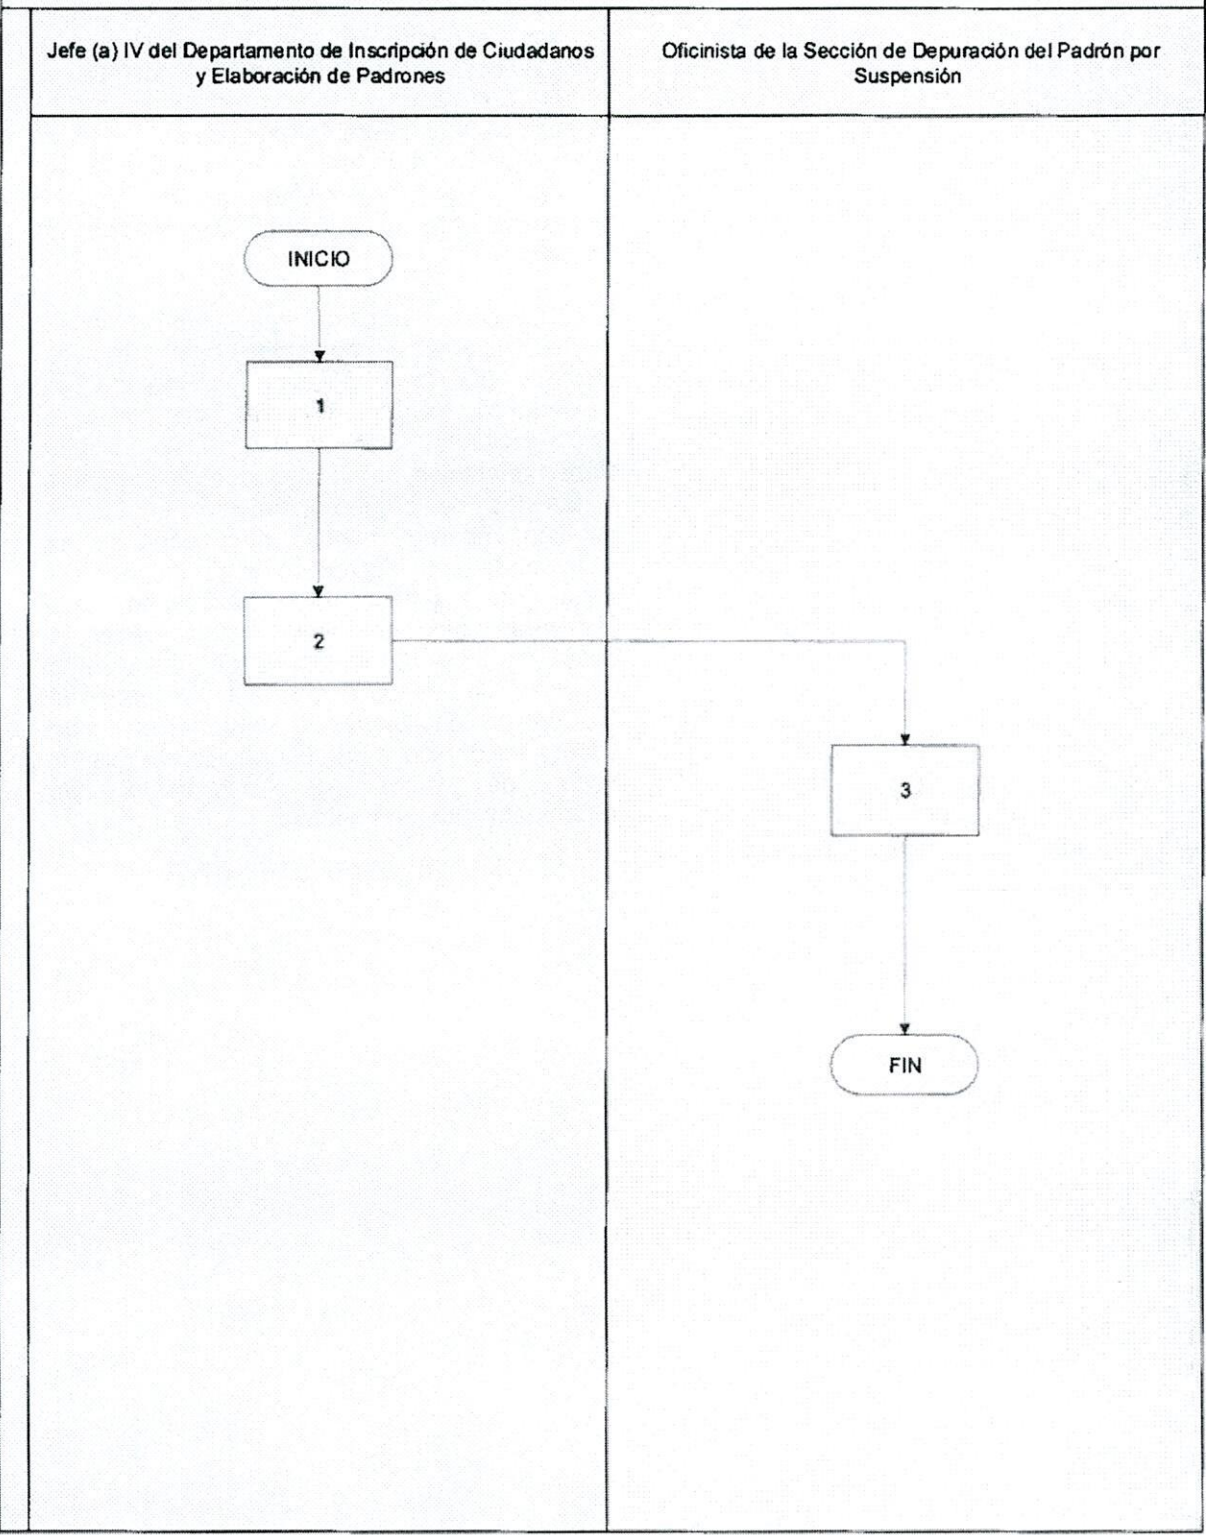 Jefe (a) IV del Departamento de Inscripción de Ciudadanos
y Elaboración de Padrones
Oficinista de la Sección de Depuración del Padrón por
Suspensión
INICIO
1
2
3
FIN